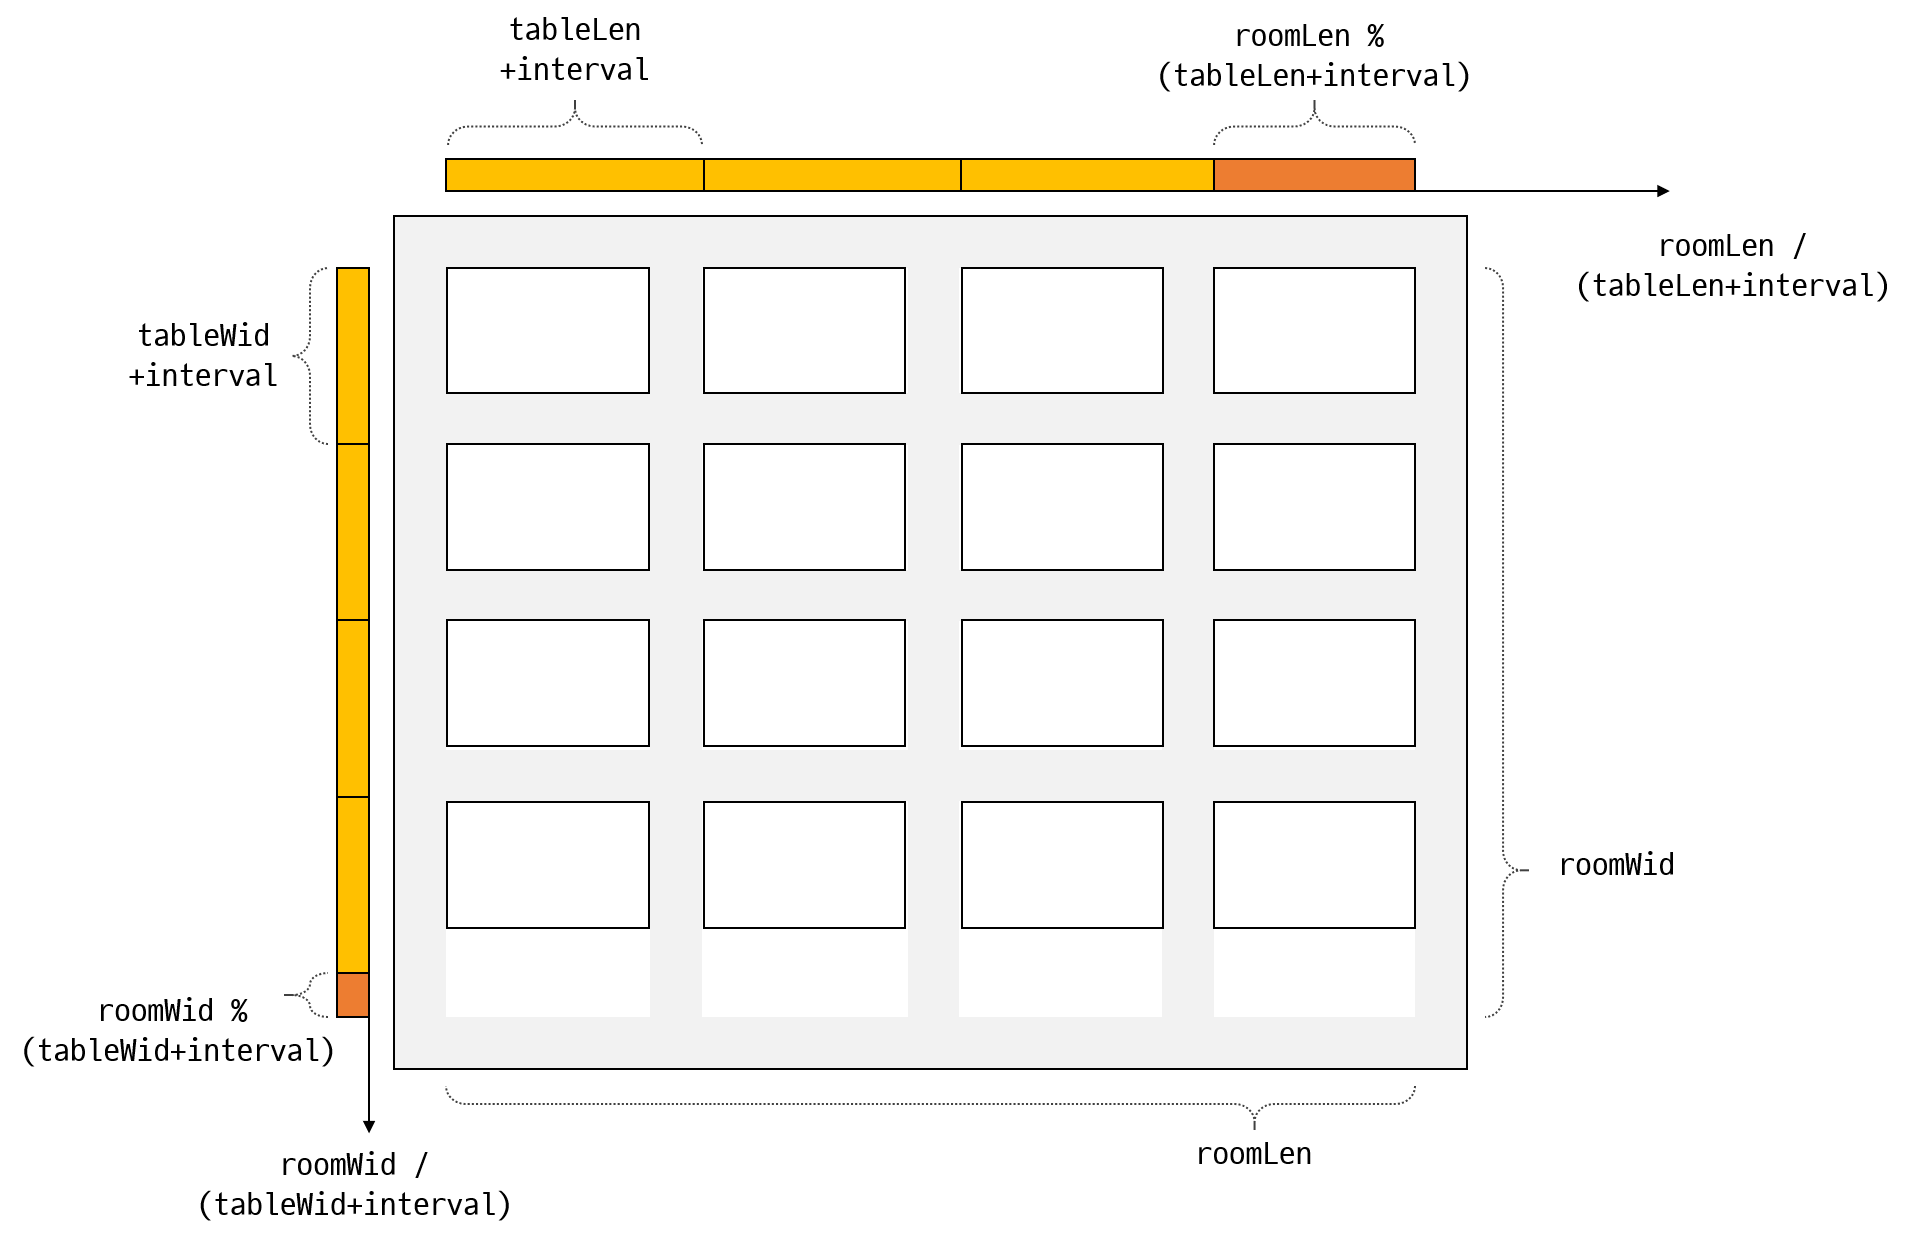 tableLen
+interval
roomLen %
(tableLen+interval)
roomLen /
(tableLen+interval)
tableWid
+interval
roomWid
roomWid %
(tableWid+interval)
roomLen
roomWid /
(tableWid+interval)